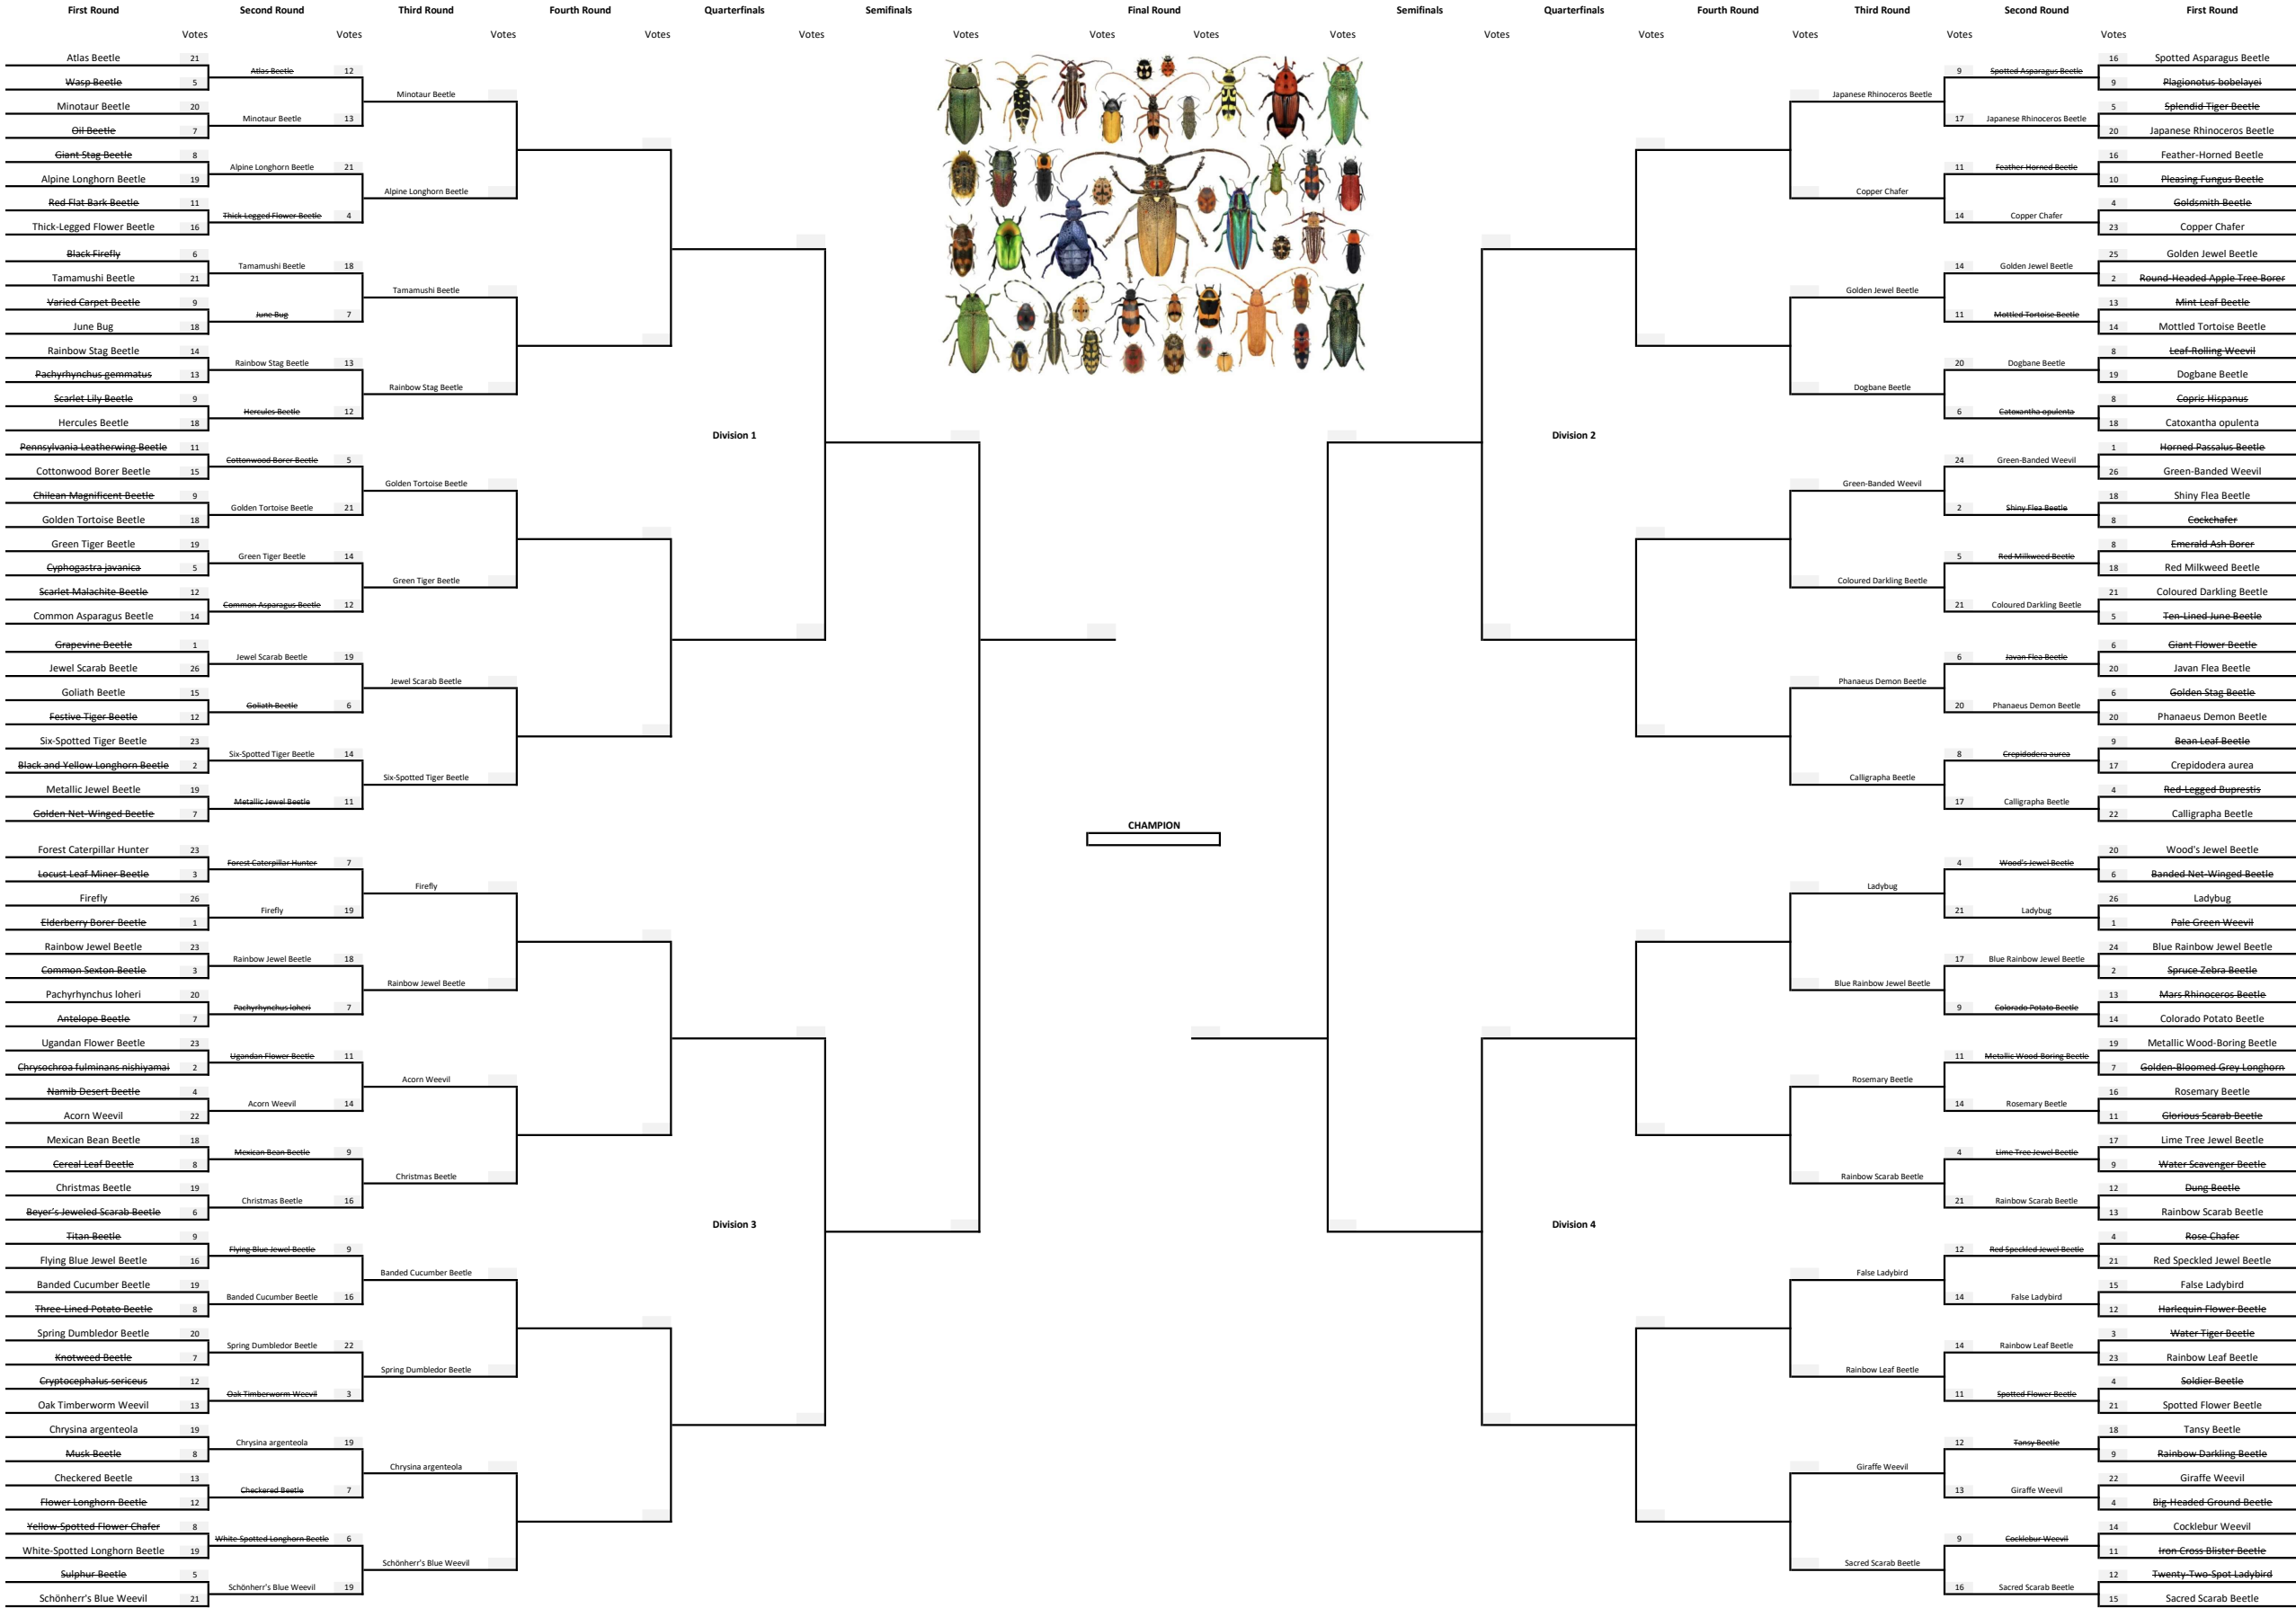 First Round Second Round Third Round Fourth Round Quarterfinals Semifinals Final Round Semifinals Quarterfinals Fourth Round Third Round Second Round First Round
Votes Votes Votes Votes Votes Votes Votes Votes Votes Votes Votes Votes Votes Votes
Atlas Beetle 21
Wasp Beetle 5
Minotaur Beetle 20
Oil Beetle 7
Giant Stag Beetle 8
Alpine Longhorn Beetle 19
Red Flat Bark Beetle 11
Thick-Legged Flower Beetle 16
Black Firefly 6
Tamamushi Beetle 21
Varied Carpet Beetle 9
June Bug 18
Rainbow Stag Beetle 14
Pachyrhynchus gemmatus 13
Scarlet Lily Beetle 9
Hercules Beetle 18
Pennsylvania Leatherwing Beetle 11
Cottonwood Borer Beetle 15
Chilean Magnificent Beetle 9
Golden Tortoise Beetle 18
Green Tiger Beetle 19
Cyphogastra javanica 5
Scarlet Malachite Beetle 12
Common Asparagus Beetle 14
Grapevine Beetle 1
Jewel Scarab Beetle 26
Goliath Beetle 15
Festive Tiger Beetle 12
Six-Spotted Tiger Beetle 23
Black and Yellow Longhorn Beetle 2
Metallic Jewel Beetle 19
Golden Net-Winged Beetle 7
Forest Caterpillar Hunter 23
Locust Leaf Miner Beetle 3
Firefly 26
Elderberry Borer Beetle 1
Rainbow Jewel Beetle 23
Common Sexton Beetle 3
Pachyrhynchus loheri 20
Antelope Beetle 7
Ugandan Flower Beetle 23
Chrysochroa fulminans nishiyamai 2
Namib Desert Beetle 4
Acorn Weevil 22
Mexican Bean Beetle 18
Cereal Leaf Beetle 8
Christmas Beetle 19
Beyer's Jeweled Scarab Beetle 6
Titan Beetle 9
Flying Blue Jewel Beetle 16
Banded Cucumber Beetle 19
Three-Lined Potato Beetle 8
Spring Dumbledor Beetle 20
Knotweed Beetle 7
Cryptocephalus sericeus 12
Oak Timberworm Weevil 13
Chrysina argenteola 19
Musk Beetle 8
Checkered Beetle 13
Flower Longhorn Beetle 12
Yellow-Spotted Flower Chafer 8
White-Spotted Longhorn Beetle 19
Sulphur Beetle 5
Schönherr's Blue Weevil 21
Atlas Beetle 12
Minotaur Beetle 13
Alpine Longhorn Beetle 21
Thick-Legged Flower Beetle 4
Tamamushi Beetle 18
June Bug 7
Rainbow Stag Beetle 13
Hercules Beetle 12
Cottonwood Borer Beetle 5
Golden Tortoise Beetle 21
Green Tiger Beetle 14
Common Asparagus Beetle 12
Jewel Scarab Beetle 19
Goliath Beetle 6
Six-Spotted Tiger Beetle 14
Metallic Jewel Beetle 11
Forest Caterpillar Hunter 7
Firefly 19
Rainbow Jewel Beetle 18
Pachyrhynchus loheri 7
Ugandan Flower Beetle 11
Acorn Weevil 14
Mexican Bean Beetle 9
Christmas Beetle 16
Flying Blue Jewel Beetle 9
Banded Cucumber Beetle 16
Spring Dumbledor Beetle 22
Oak Timberworm Weevil 3
Chrysina argenteola 19
Checkered Beetle 7
White-Spotted Longhorn Beetle 6
Schönherr's Blue Weevil 19
Minotaur Beetle
Alpine Longhorn Beetle
Tamamushi Beetle
Rainbow Stag Beetle
Golden Tortoise Beetle
Green Tiger Beetle
Jewel Scarab Beetle
Six-Spotted Tiger Beetle
Firefly
Rainbow Jewel Beetle
Acorn Weevil
Christmas Beetle
Banded Cucumber Beetle
Spring Dumbledor Beetle
Chrysina argenteola
Schönherr's Blue Weevil
Division 1
Division 3
CHAMPION
Division 2
Division 4
Japanese Rhinoceros Beetle
Copper Chafer
Golden Jewel Beetle
Dogbane Beetle
Green-Banded Weevil
Coloured Darkling Beetle
Phanaeus Demon Beetle
Calligrapha Beetle
Ladybug
Blue Rainbow Jewel Beetle
Rosemary Beetle
Rainbow Scarab Beetle
False Ladybird
Rainbow Leaf Beetle
Giraffe Weevil
Sacred Scarab Beetle
9 Spotted Asparagus Beetle
17 Japanese Rhinoceros Beetle
11 Feather-Horned Beetle
14 Copper Chafer
14 Golden Jewel Beetle
11 Mottled Tortoise Beetle
20 Dogbane Beetle
6 Catoxantha opulenta
24 Green-Banded Weevil
2 Shiny Flea Beetle
5 Red Milkweed Beetle
21 Coloured Darkling Beetle
6 Javan Flea Beetle
20 Phanaeus Demon Beetle
8 Crepidodera aurea
17 Calligrapha Beetle
4 Wood's Jewel Beetle
21 Ladybug
17 Blue Rainbow Jewel Beetle
9 Colorado Potato Beetle
11 Metallic Wood-Boring Beetle
14 Rosemary Beetle
4 Lime Tree Jewel Beetle
21 Rainbow Scarab Beetle
12 Red Speckled Jewel Beetle
14 False Ladybird
14 Rainbow Leaf Beetle
11 Spotted Flower Beetle
12 Tansy Beetle
13 Giraffe Weevil
9 Cocklebur Weevil
16 Sacred Scarab Beetle
16 Spotted Asparagus Beetle
9 Plagionotus bobelayei
5 Splendid Tiger Beetle
20 Japanese Rhinoceros Beetle
16 Feather-Horned Beetle
10 Pleasing Fungus Beetle
4 Goldsmith Beetle
23 Copper Chafer
25 Golden Jewel Beetle
2 Round-Headed Apple Tree Borer
13 Mint Leaf Beetle
14 Mottled Tortoise Beetle
8 Leaf-Rolling Weevil
19 Dogbane Beetle
8 Copris Hispanus
18 Catoxantha opulenta
1 Horned Passalus Beetle
26 Green-Banded Weevil
18 Shiny Flea Beetle
8 Cockchafer
8 Emerald Ash Borer
18 Red Milkweed Beetle
21 Coloured Darkling Beetle
5 Ten-Lined June Beetle
6 Giant Flower Beetle
20 Javan Flea Beetle
6 Golden Stag Beetle
20 Phanaeus Demon Beetle
9 Bean Leaf Beetle
17 Crepidodera aurea
4 Red-Legged Buprestis
22 Calligrapha Beetle
20 Wood's Jewel Beetle
6 Banded Net-Winged Beetle
26 Ladybug
1 Pale Green Weevil
24 Blue Rainbow Jewel Beetle
2 Spruce Zebra Beetle
13 Mars Rhinoceros Beetle
14 Colorado Potato Beetle
19 Metallic Wood-Boring Beetle
7 Golden-Bloomed Grey Longhorn
16 Rosemary Beetle
11 Glorious Scarab Beetle
17 Lime Tree Jewel Beetle
9 Water Scavenger Beetle
12 Dung Beetle
13 Rainbow Scarab Beetle
4 Rose Chafer
21 Red Speckled Jewel Beetle
15 False Ladybird
12 Harlequin Flower Beetle
3 Water Tiger Beetle
23 Rainbow Leaf Beetle
4 Soldier Beetle
21 Spotted Flower Beetle
18 Tansy Beetle
9 Rainbow Darkling Beetle
22 Giraffe Weevil
4 Big-Headed Ground Beetle
14 Cocklebur Weevil
11 Iron Cross Blister Beetle
12 Twenty-Two-Spot Ladybird
15 Sacred Scarab Beetle